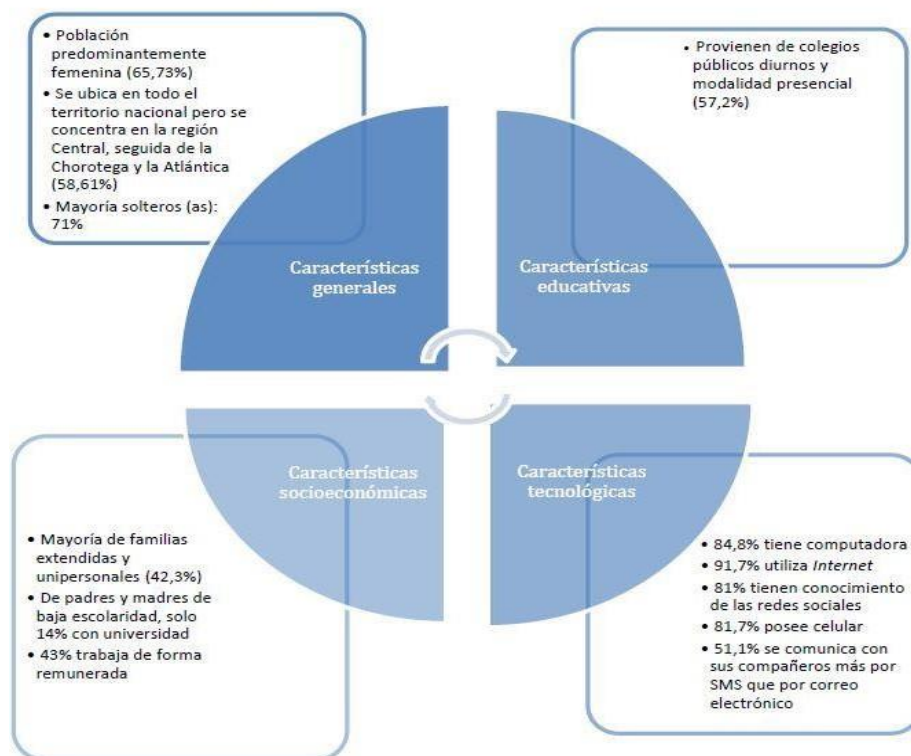 • Población
predominantemente
femenina (65,73%)
• Se ubica en todo el
territorio nacional pero se
concentra en la región
Central, seguida de la
Chorotega y la Atlántica
(58,61%)
• Mayoría solteros (as):
71%
• Provienen de colegios
públicos diurnos y
modalidad presencial
(57,2%)
Características
generales
Características
educativas
Características
socioeconómicas
Características
tecnológicas
• Mayoría de familias
extendidas y
unipersonales (42,3%)
• De padres y madres de
baja escolaridad, solo
14% con universidad
• 43% trabaja de forma
remunerada
• 84,8% tiene computadora
• 91,7% utiliza Internet
• 81% tienen conocimiento
de las redes sociales
• 81,7% posee celular
• 51,1% se comunica con
sus compañeros más por
SMS que por correo
electrónico